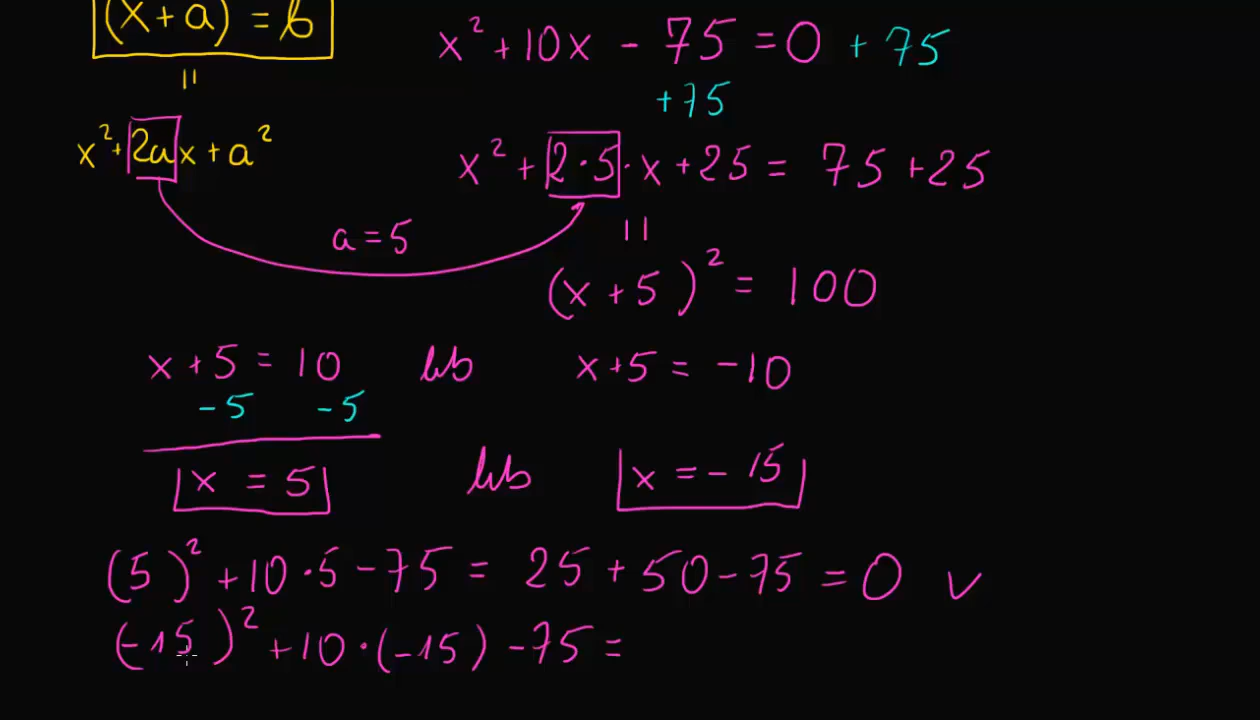 (x+a) = b
x² + 10x - 75 = 0 + 75
=
+75
x² + 2ax + a²
x² + 2·5·x + 25 = 75 + 25
a = 5
=
(x + 5)² = 100
x + 5 = 10 lub x + 5 = -10
-5 -5
x = 5 lub x = -15
(5)² + 10·5 - 75 = 25 + 50 - 75 = 0 v
(-15)² + 10·(-15) - 75 =